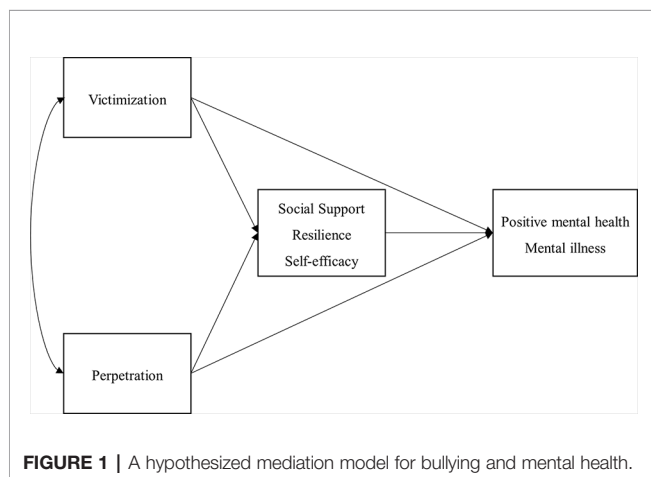 Victimization
Social Support
Resilience
Self-efficacy
Positive mental health
Mental illness
Perpetration
FIGURE 1 | A hypothesized mediation model for bullying and mental health.